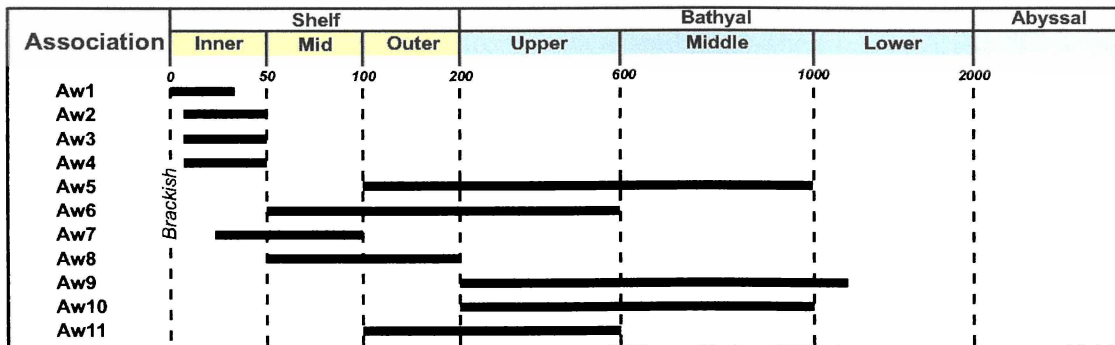 Shelf Bathyal Abyssal
Association Inner Mid Outer Upper Middle Lower
0 50 100 200 600 1000 2000
Aw1
Aw2
Aw3
Aw4
Aw5
Aw6
Aw7
Aw8
Aw9
Aw10
Aw11
Brackish